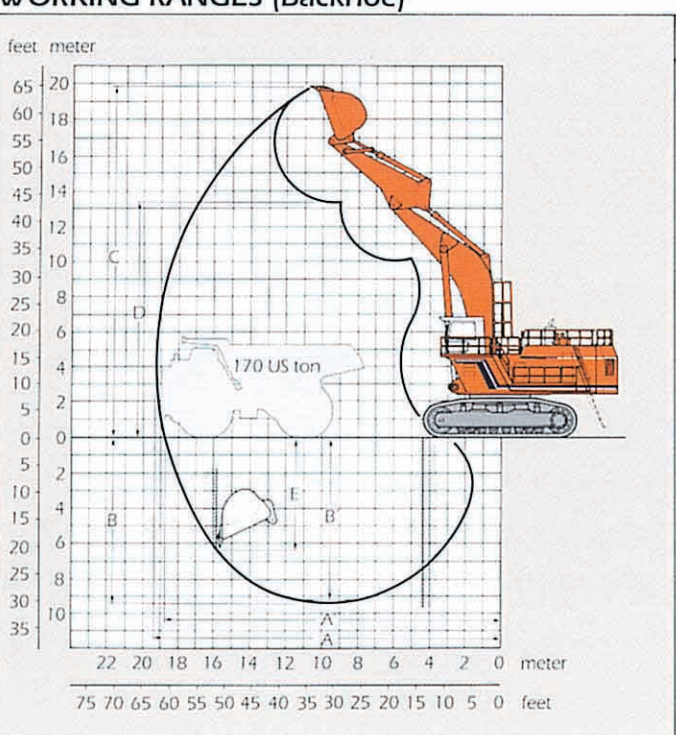 WORKING RANGES (Backhoe)
feet meter
65 20
60 18
55 16
50 14
45
40 12
35 10
30 8
25
20 6
15 4
10 2
5
0 0
5 2
10 4
15
20 6
25 8
30 10
35
C
D
170 US ton
E
B
B'
A'
A
22 20 18 16 14 12 10 8 6 4 2 0 meter
75 70 65 60 55 50 45 40 35 30 25 20 15 10 5 0 feet